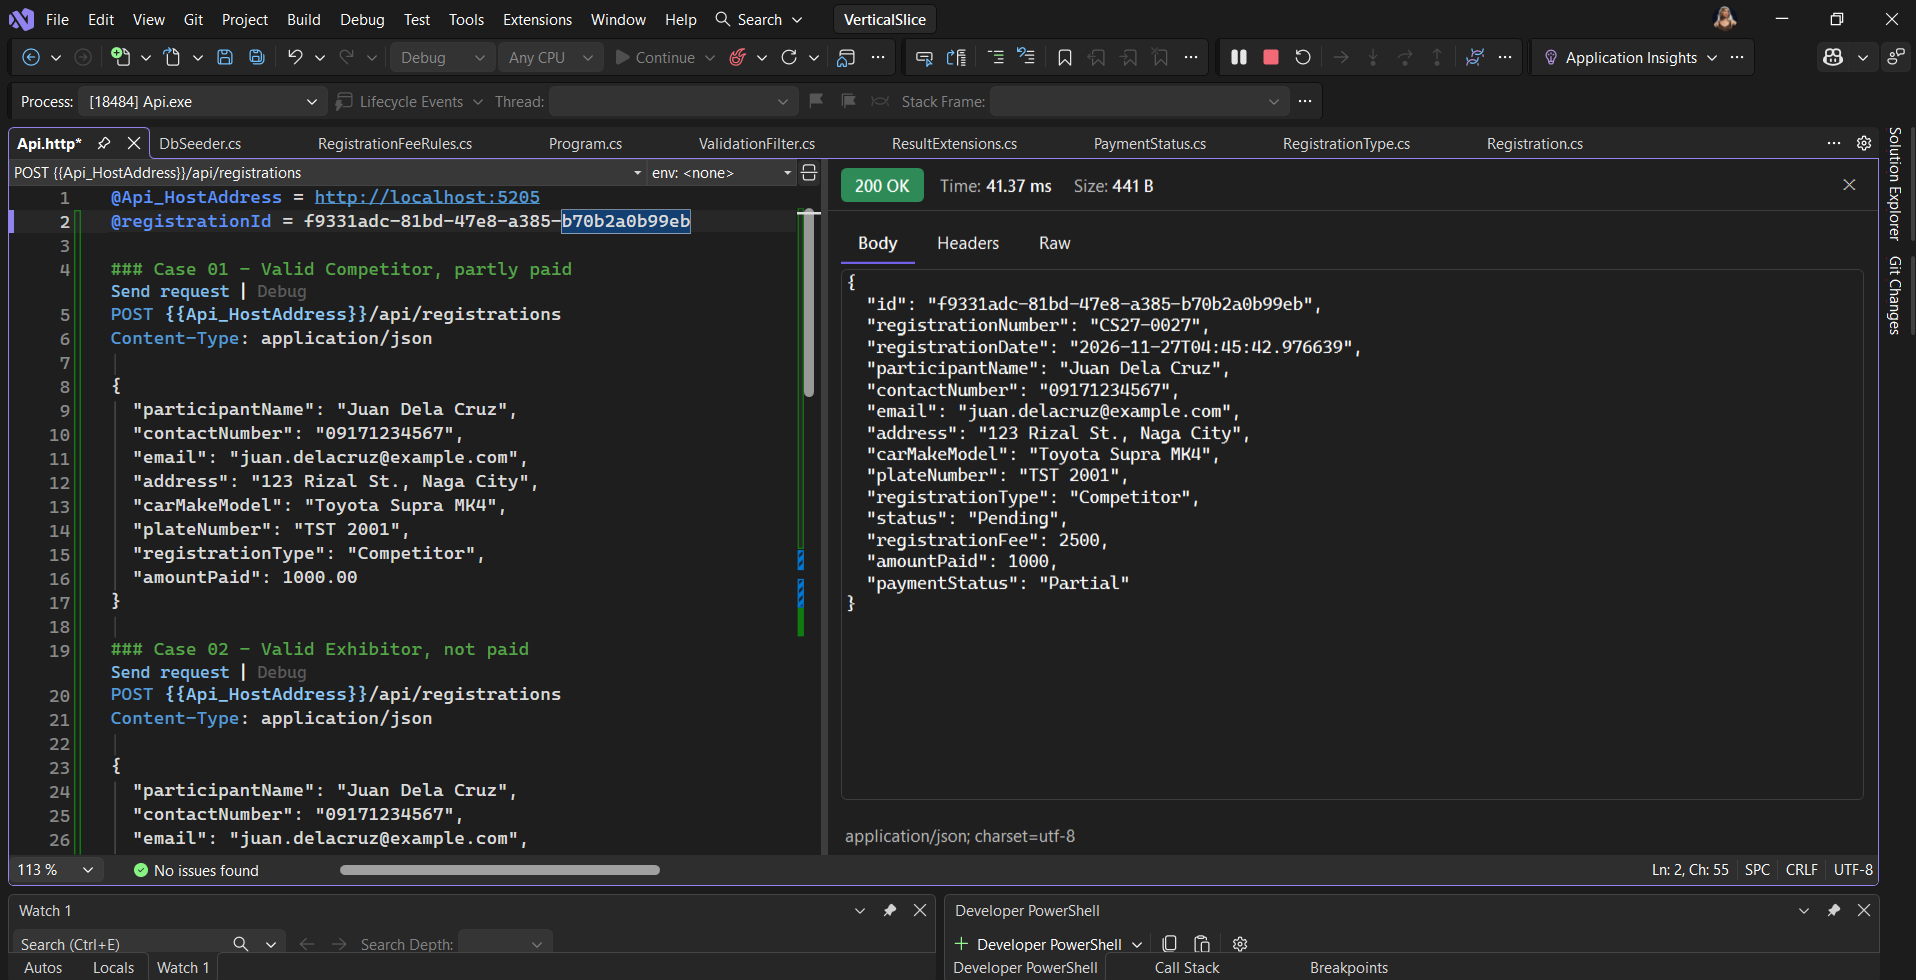 File Edit View Git Project Build Debug Test Tools Extensions Window Help Search VerticalSlice
Debug Any CPU Continue Application Insights
Process: [18484] Api.exe Lifecycle Events Thread: Stack Frame:
Api.http* DbSeeder.cs RegistrationFeeRules.cs Program.cs ValidationFilter.cs ResultExtensions.cs PaymentStatus.cs RegistrationType.cs Registration.cs
POST {{Api_HostAddress}}/api/registrations env: <none>
1 @Api_HostAddress = http://localhost:5205
2 @registrationId = f9331adc-81bd-47e8-a385-b70b2a0b99eb
3
4 ### Case 01 - Valid Competitor, partly paid
Send request | Debug
5 POST {{Api_HostAddress}}/api/registrations
6 Content-Type: application/json
7
8 {
9 "participantName": "Juan Dela Cruz",
10 "contactNumber": "09171234567",
11 "email": "juan.delacruz@example.com",
12 "address": "123 Rizal St., Naga City",
13 "carMakeModel": "Toyota Supra MK4",
14 "plateNumber": "TST 2001",
15 "registrationType": "Competitor",
16 "amountPaid": 1000.00
17 }
18
19 ### Case 02 - Valid Exhibitor, not paid
Send request | Debug
20 POST {{Api_HostAddress}}/api/registrations
21 Content-Type: application/json
22
23 {
24 "participantName": "Juan Dela Cruz",
25 "contactNumber": "09171234567",
26 "email": "juan.delacruz@example.com",
200 OK Time: 41.37 ms Size: 441 B
Body Headers Raw
{
"id": "f9331adc-81bd-47e8-a385-b70b2a0b99eb",
"registrationNumber": "CS27-0027",
"registrationDate": "2026-11-27T04:45:42.976639",
"participantName": "Juan Dela Cruz",
"contactNumber": "09171234567",
"email": "juan.delacruz@example.com",
"address": "123 Rizal St., Naga City",
"carMakeModel": "Toyota Supra MK4",
"plateNumber": "TST 2001",
"registrationType": "Competitor",
"status": "Pending",
"registrationFee": 2500,
"amountPaid": 1000,
"paymentStatus": "Partial"
}
application/json; charset=utf-8
Solution Explorer
Git Changes
113 % No issues found Ln: 2, Ch: 55 SPC CRLF UTF-8
Watch 1
Search (Ctrl+E) Search Depth:
Autos Locals Watch 1
Developer PowerShell
Developer PowerShell
Developer PowerShell Call Stack Breakpoints